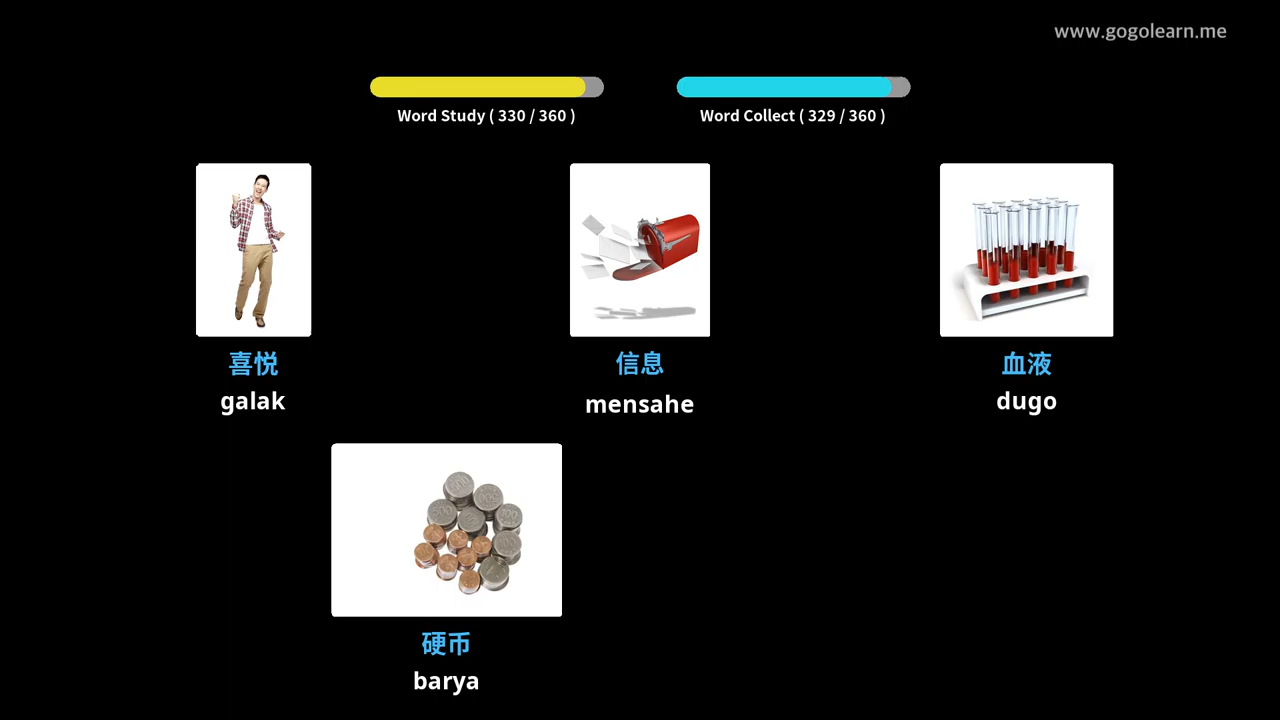 www.gogolearn.me
Word Study ( 330 / 360 )
Word Collect ( 329 / 360 )
喜悦
galak
信息
mensahe
血液
dugo
硬币
barya